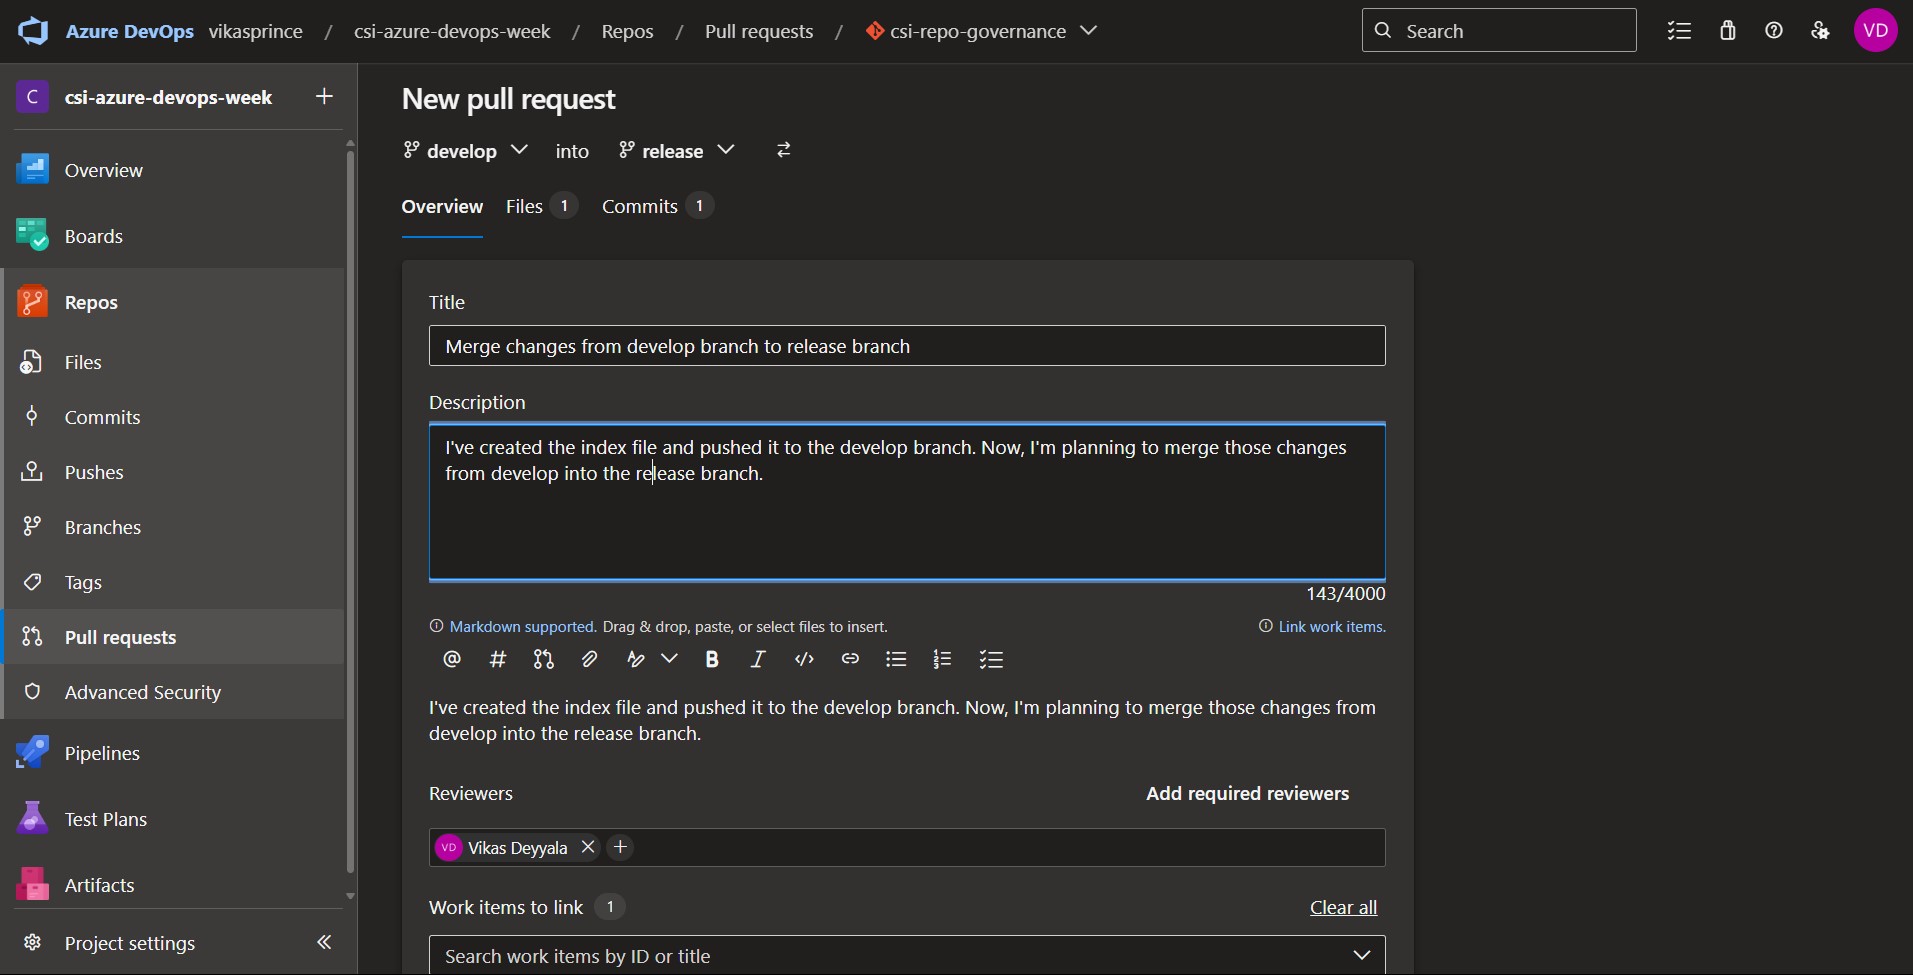 Azure DevOps vikasprince / csi-azure-devops-week / Repos / Pull requests / csi-repo-governance
Search
VD
C csi-azure-devops-week +
Overview
Boards
Repos
Files
Commits
Pushes
Branches
Tags
Pull requests
Advanced Security
Pipelines
Test Plans
Artifacts
Project settings
New pull request
develop into release
Overview Files 1 Commits 1
Title
Merge changes from develop branch to release branch
Description
I've created the index file and pushed it to the develop branch. Now, I'm planning to merge those changes
from develop into the release branch.
143/4000
Markdown supported. Drag & drop, paste, or select files to insert.
Link work items.
@ # B I </>
I've created the index file and pushed it to the develop branch. Now, I'm planning to merge those changes from
develop into the release branch.
Reviewers
Add required reviewers
VD Vikas Deyyala
Work items to link 1
Clear all
Search work items by ID or title